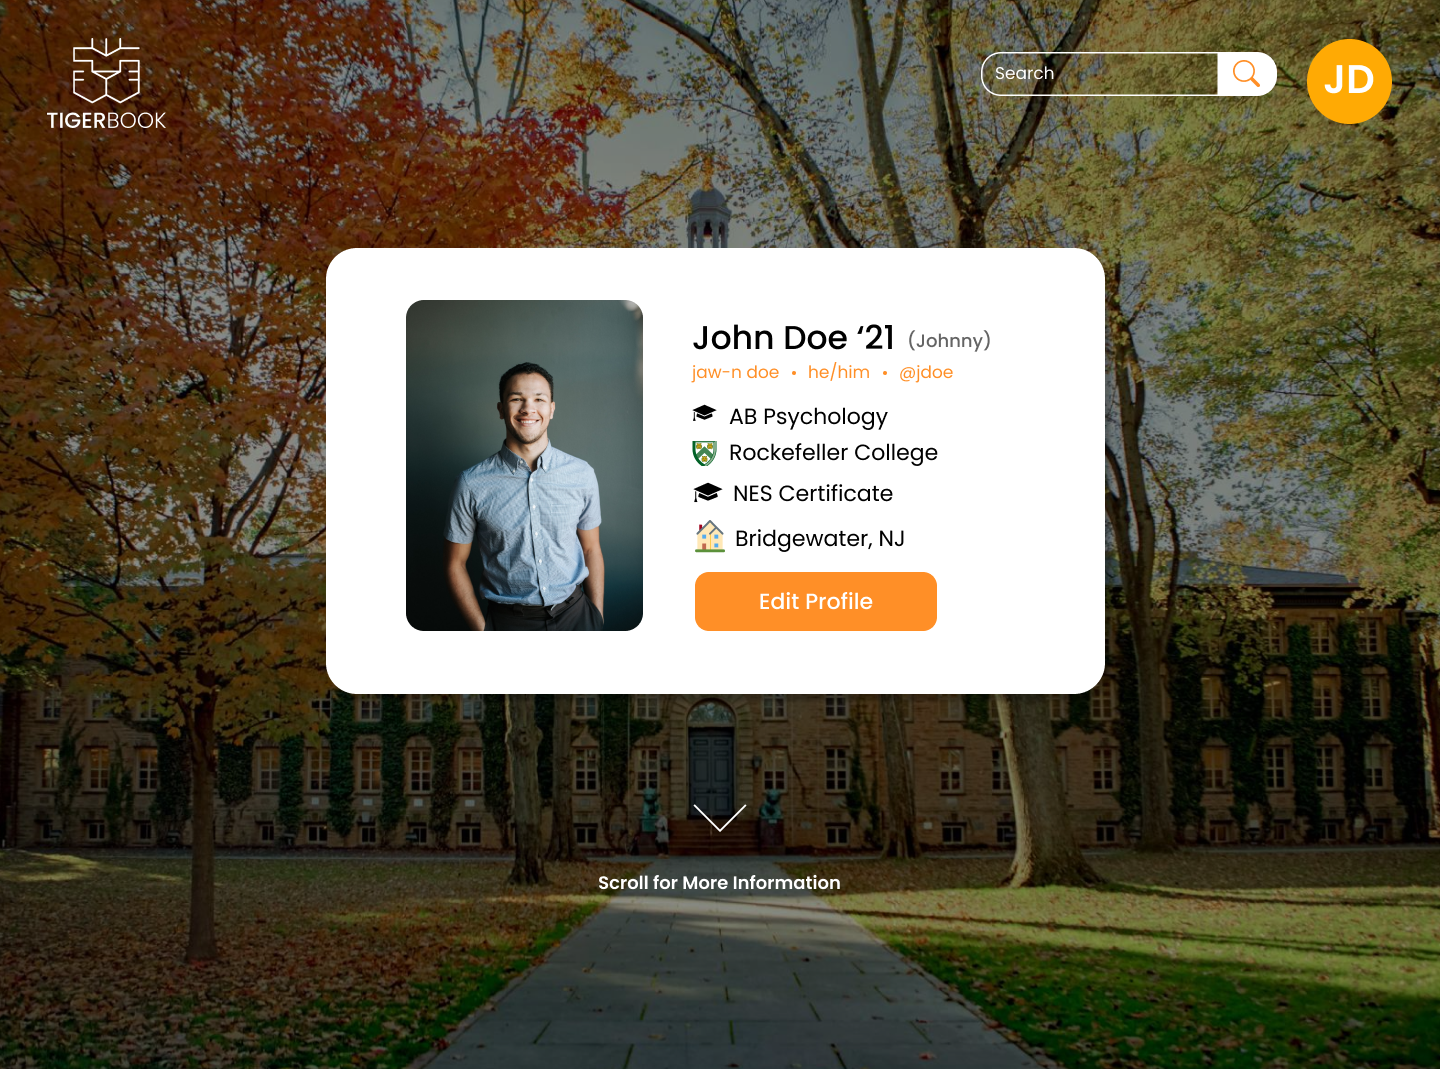 TIGERBOOK
Search
JD
John Doe ‘21 (Johnny)
jaw-n doe • he/him • @jdoe
AB Psychology
Rockefeller College
NES Certificate
Bridgewater, NJ
Edit Profile
Scroll for More Information